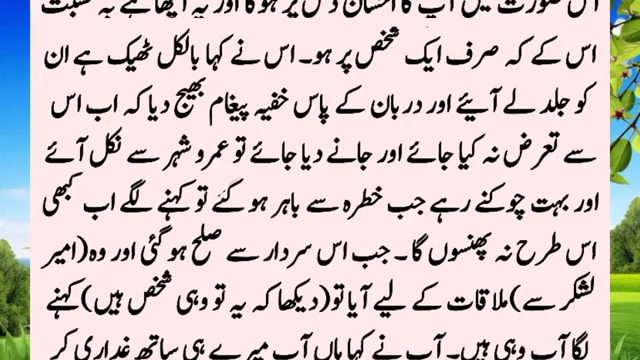 اس صورت میں آپ کا احسان دس پر ہوگا اور یہ اچھا ہے بہ نسبت
اس کے کہ صرف ایک شخص پر ہو۔ اس نے کہا بالکل ٹھیک ہے ان
کو جلد لے آیئے اور دربان کے پاس خفیہ پیغام بھیج دیا کہ اب اس
سے تعرض نہ کیا جائے اور جانے دیا جائے تو عمرو شہر سے نکل آئے
اور بہت چوکنے رہے جب خطرہ سے باہر ہو گئے تو کہنے لگے اب کبھی
اس طرح نہ پھنسوں گا۔ جب اس سردار سے صلح ہو گئی اور وہ (امیر
لشکر سے) ملاقات کے لیے آیا تو (دیکھا کہ یہ تو وہی شخص ہیں) کہنے
لگا آپ وہی ہیں۔ آپ نے کہا ہاں آپ میرے ہی ساتھ غداری کر